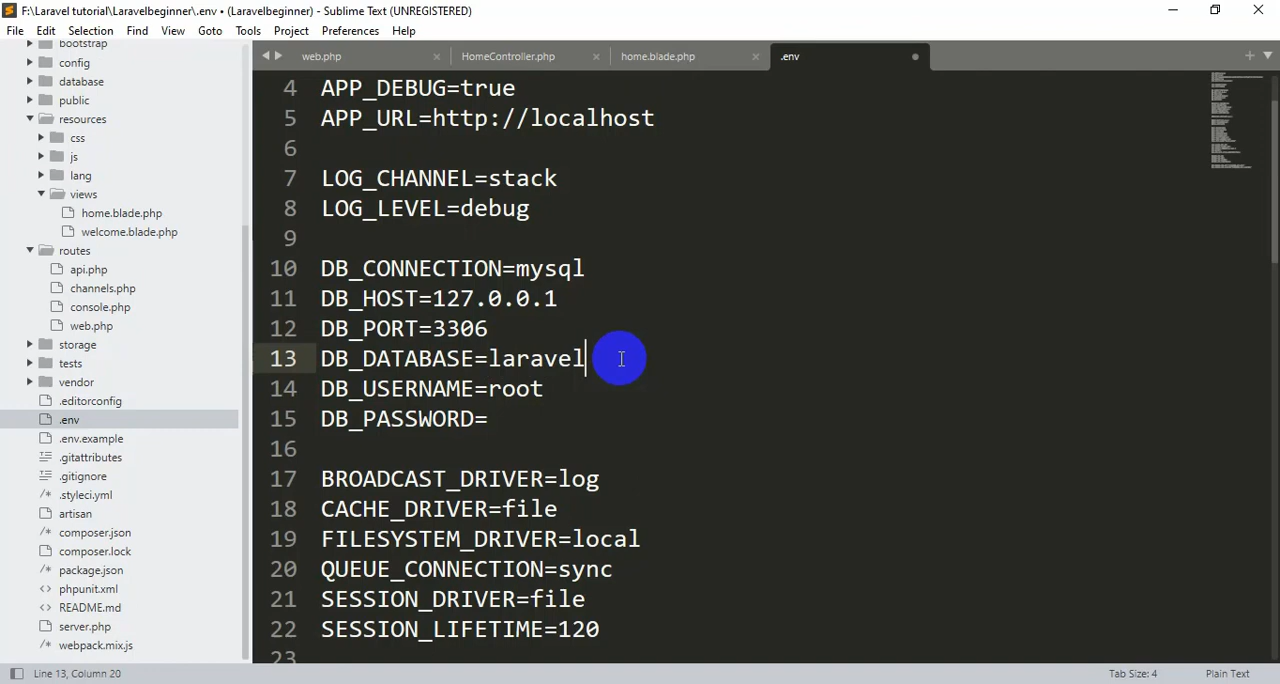 F:\Laravel tutorial\Laravelbeginner\.env • (Laravelbeginner) - Sublime Text (UNREGISTERED)
File Edit Selection Find View Goto Tools Project Preferences Help
bootstrap
config
database
public
resources
css
js
lang
views
home.blade.php
welcome.blade.php
routes
api.php
channels.php
console.php
web.php
storage
tests
vendor
.editorconfig
.env
.env.example
.gitattributes
.gitignore
.styleci.yml
artisan
composer.json
composer.lock
package.json
phpunit.xml
README.md
server.php
webpack.mix.js
web.php HomeController.php home.blade.php .env
4 APP_DEBUG=true
5 APP_URL=http://localhost
6
7 LOG_CHANNEL=stack
8 LOG_LEVEL=debug
9
10 DB_CONNECTION=mysql
11 DB_HOST=127.0.0.1
12 DB_PORT=3306
13 DB_DATABASE=laravel
14 DB_USERNAME=root
15 DB_PASSWORD=
16
17 BROADCAST_DRIVER=log
18 CACHE_DRIVER=file
19 FILESYSTEM_DRIVER=local
20 QUEUE_CONNECTION=sync
21 SESSION_DRIVER=file
22 SESSION_LIFETIME=120
23
Line 13, Column 20 Tab Size: 4 Plain Text